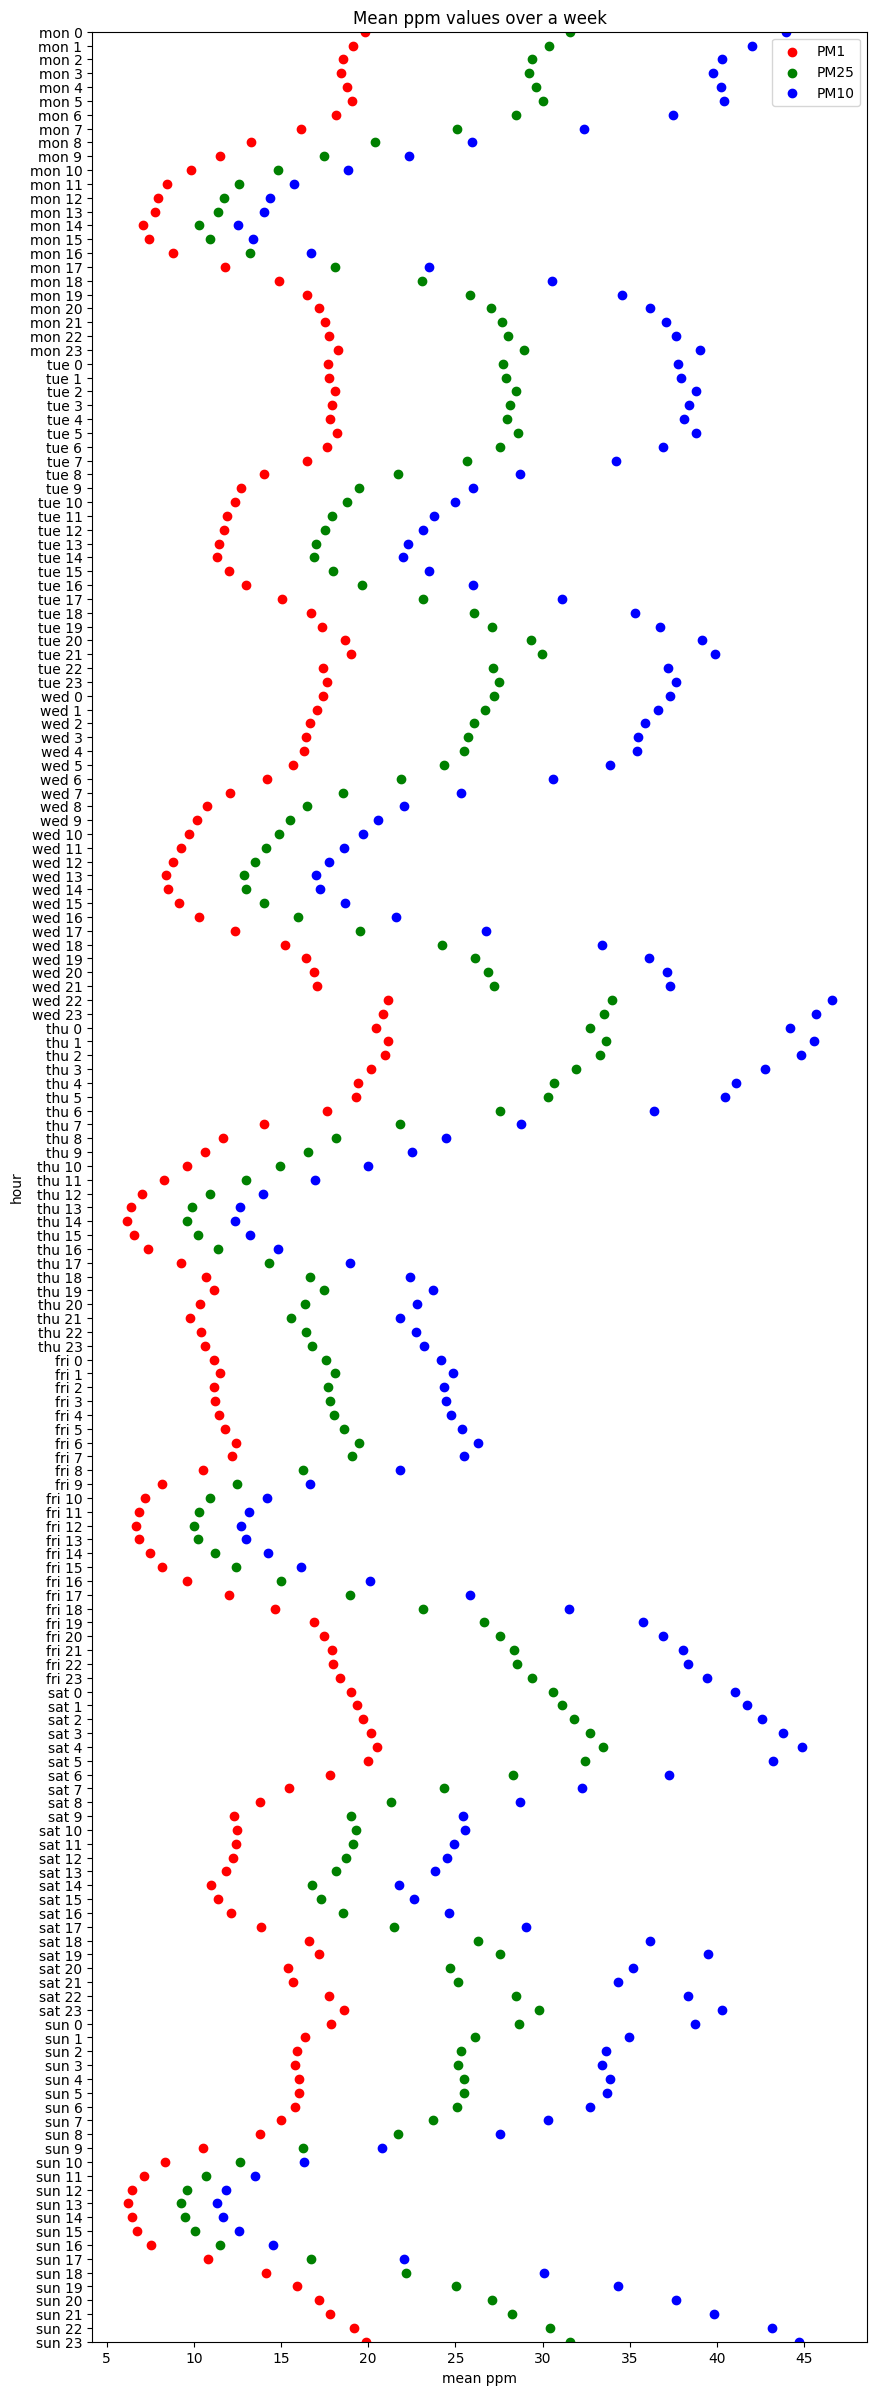 Mean ppm values over a week
PM1
PM25
PM10
mon 0
mon 1
mon 2
mon 3
mon 4
mon 5
mon 6
mon 7
mon 8
mon 9
mon 10
mon 11
mon 12
mon 13
mon 14
mon 15
mon 16
mon 17
mon 18
mon 19
mon 20
mon 21
mon 22
mon 23
tue 0
tue 1
tue 2
tue 3
tue 4
tue 5
tue 6
tue 7
tue 8
tue 9
tue 10
tue 11
tue 12
tue 13
tue 14
tue 15
tue 16
tue 17
tue 18
tue 19
tue 20
tue 21
tue 22
tue 23
wed 0
wed 1
wed 2
wed 3
wed 4
wed 5
wed 6
wed 7
wed 8
wed 9
wed 10
wed 11
wed 12
wed 13
wed 14
wed 15
wed 16
wed 17
wed 18
wed 19
wed 20
wed 21
wed 22
wed 23
thu 0
thu 1
thu 2
thu 3
thu 4
thu 5
thu 6
thu 7
thu 8
thu 9
thu 10
thu 11
thu 12
thu 13
thu 14
thu 15
thu 16
thu 17
thu 18
thu 19
thu 20
thu 21
thu 22
thu 23
fri 0
fri 1
fri 2
fri 3
fri 4
fri 5
fri 6
fri 7
fri 8
fri 9
fri 10
fri 11
fri 12
fri 13
fri 14
fri 15
fri 16
fri 17
fri 18
fri 19
fri 20
fri 21
fri 22
fri 23
sat 0
sat 1
sat 2
sat 3
sat 4
sat 5
sat 6
sat 7
sat 8
sat 9
sat 10
sat 11
sat 12
sat 13
sat 14
sat 15
sat 16
sat 17
sat 18
sat 19
sat 20
sat 21
sat 22
sat 23
sun 0
sun 1
sun 2
sun 3
sun 4
sun 5
sun 6
sun 7
sun 8
sun 9
sun 10
sun 11
sun 12
sun 13
sun 14
sun 15
sun 16
sun 17
sun 18
sun 19
sun 20
sun 21
sun 22
sun 23
hour
5 10 15 20 25 30 35 40 45
mean ppm